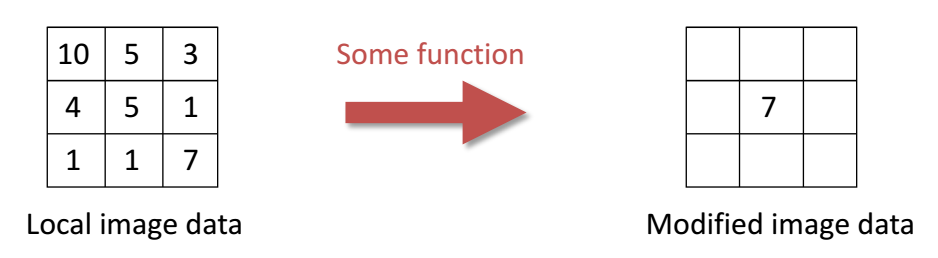 10 5 3
Some function
4 5 1
7
1 1 7
Local image data
Modified image data